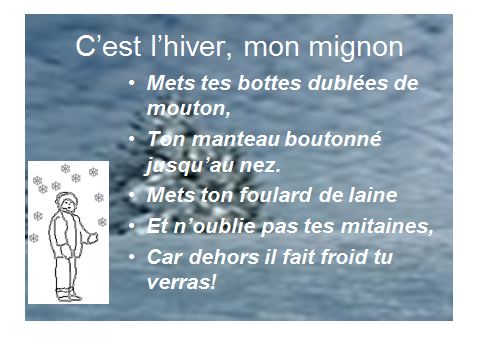 C'est l'hiver, mon mignon
• Mets tes bottes dublées de
mouton,
• Ton manteau boutonné
jusqu'au nez.
• Mets ton foulard de laine
• Et n'oublie pas tes mitaines,
• Car dehors il fait froid tu
verras!